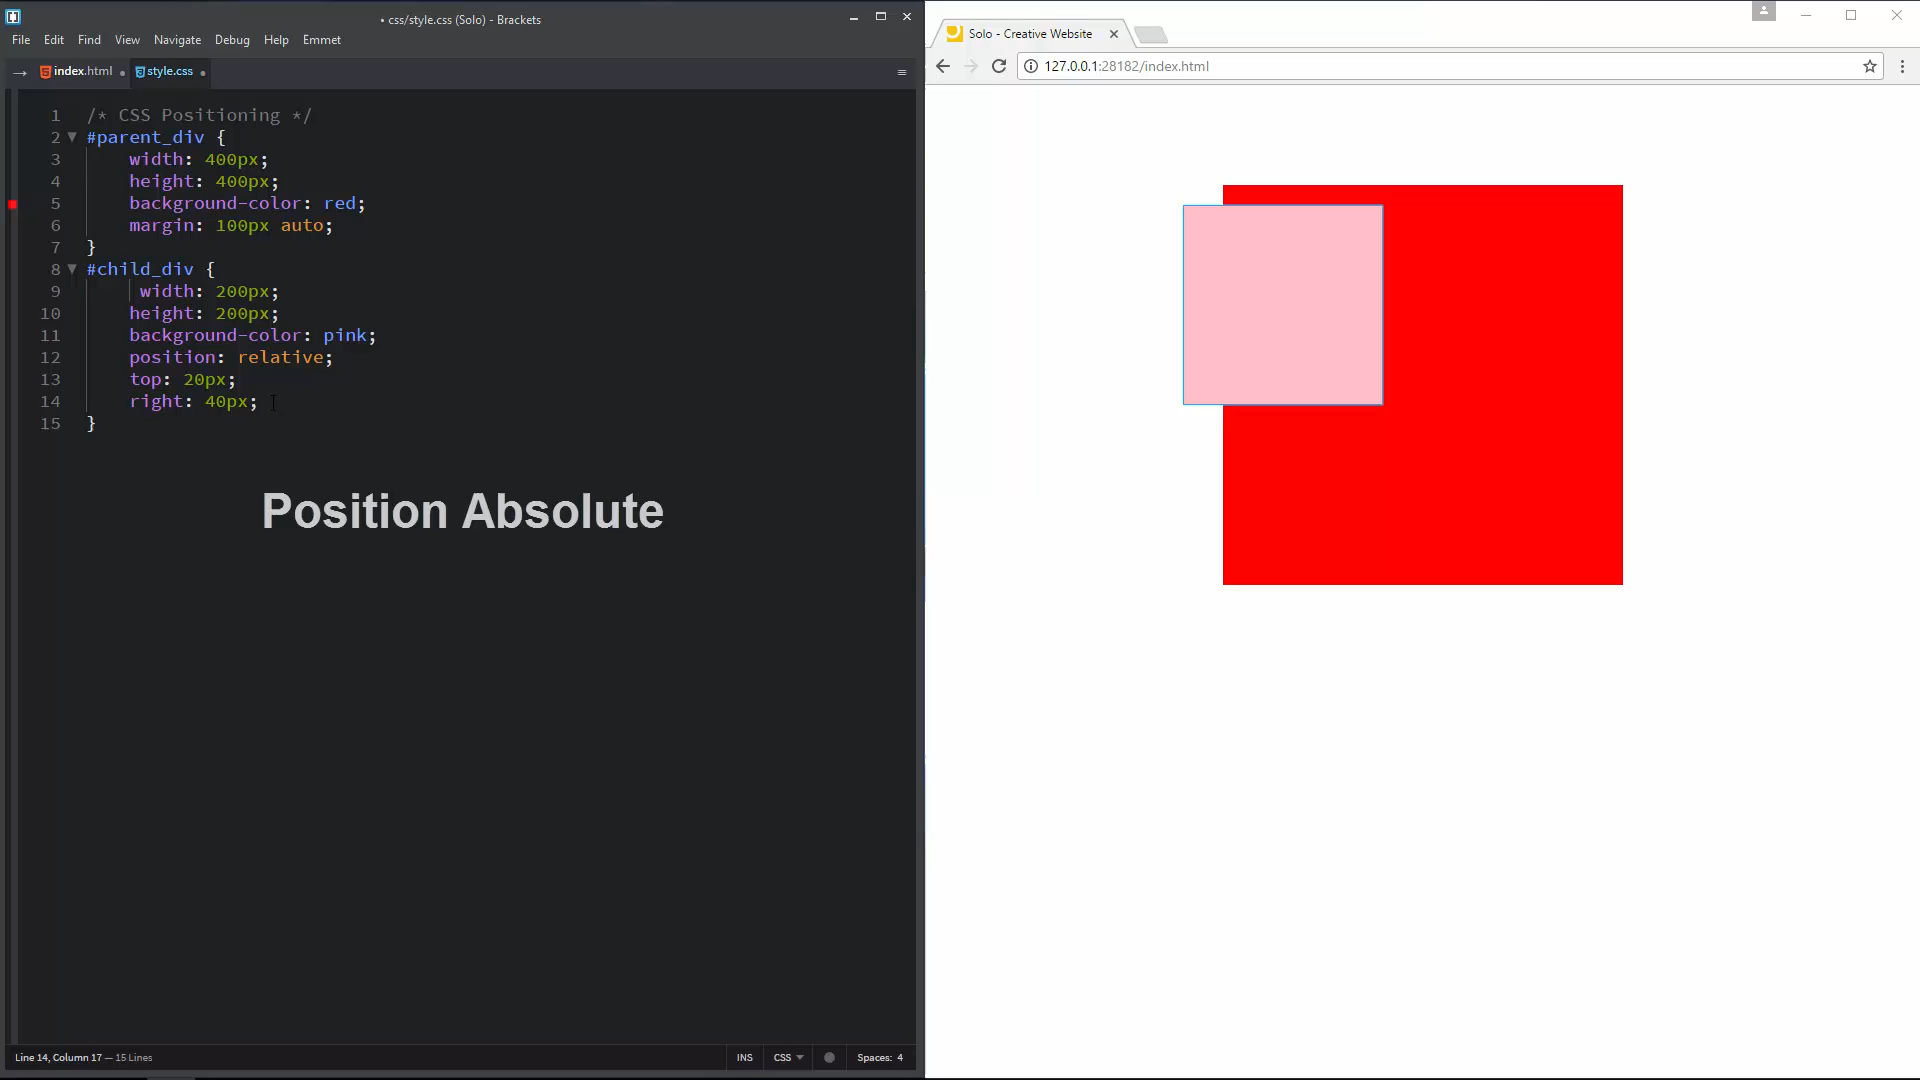 • css/style.css (Solo) - Brackets
File Edit Find View Navigate Debug Help Emmet
index.html • style.css •
1 /* CSS Positioning */
2 #parent_div {
3 width: 400px;
4 height: 400px;
5 background-color: red;
6 margin: 100px auto;
7 }
8 #child_div {
9 width: 200px;
10 height: 200px;
11 background-color: pink;
12 position: relative;
13 top: 20px;
14 right: 40px;
15 }
Position Absolute
Line 14, Column 17 — 15 Lines
INS CSS Spaces: 4
Solo - Creative Website
127.0.0.1:28182/index.html